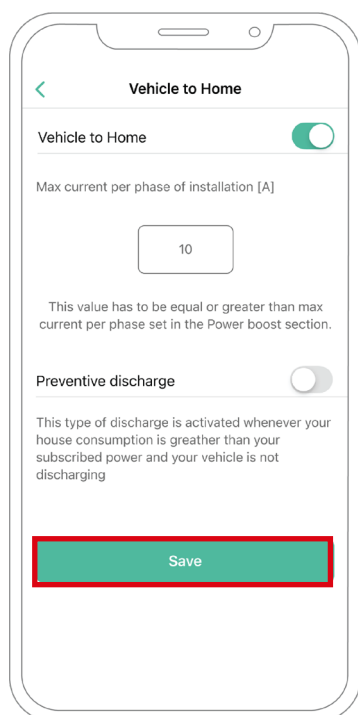 Vehicle to Home
Vehicle to Home
Max current per phase of installation [A]
10
This value has to be equal or greater than max
current per phase set in the Power boost section.
Preventive discharge
This type of discharge is activated whenever your
house consumption is greather than your
subscribed power and your vehicle is not
discharging
Save